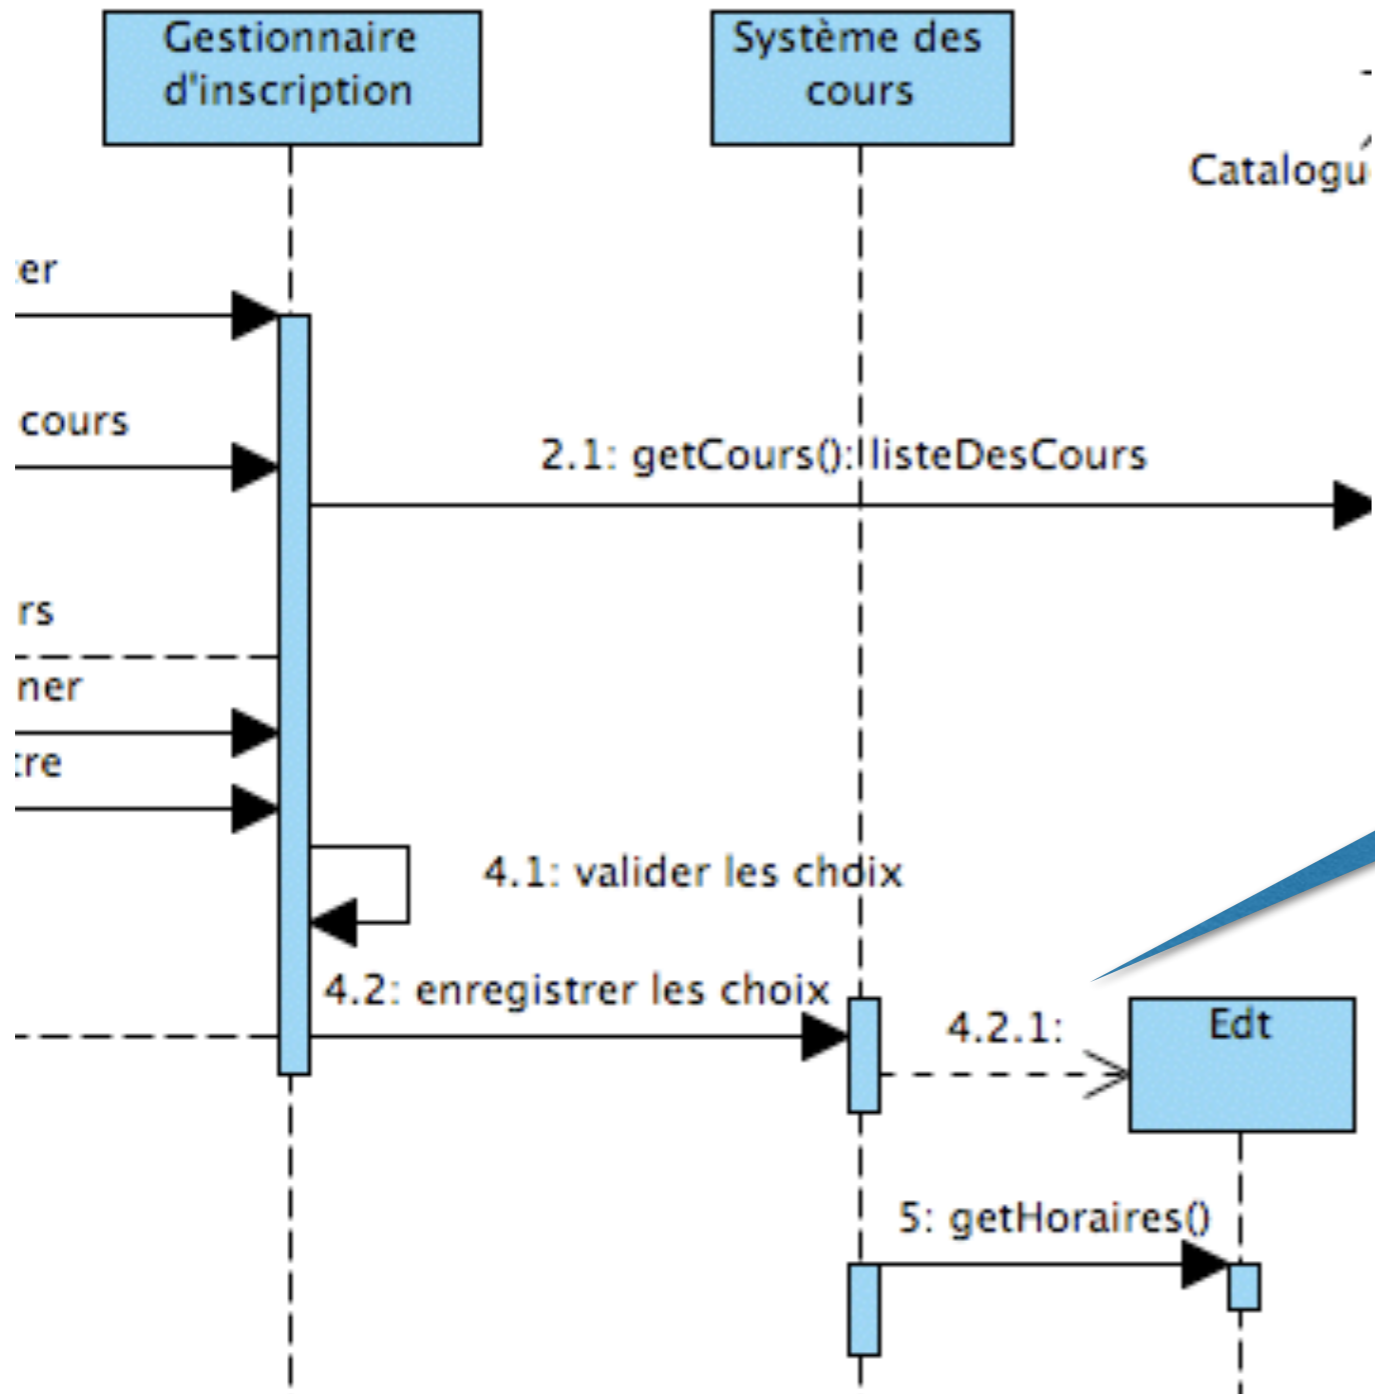 Gestionnaire
d'inscription
Système des
cours
Catalogu
er
cours
2.1: getCours(): listeDesCours
rs
ner
tre
4.1: valider les choix
4.2: enregistrer les choix
4.2.1:
Edt
5: getHoraires()